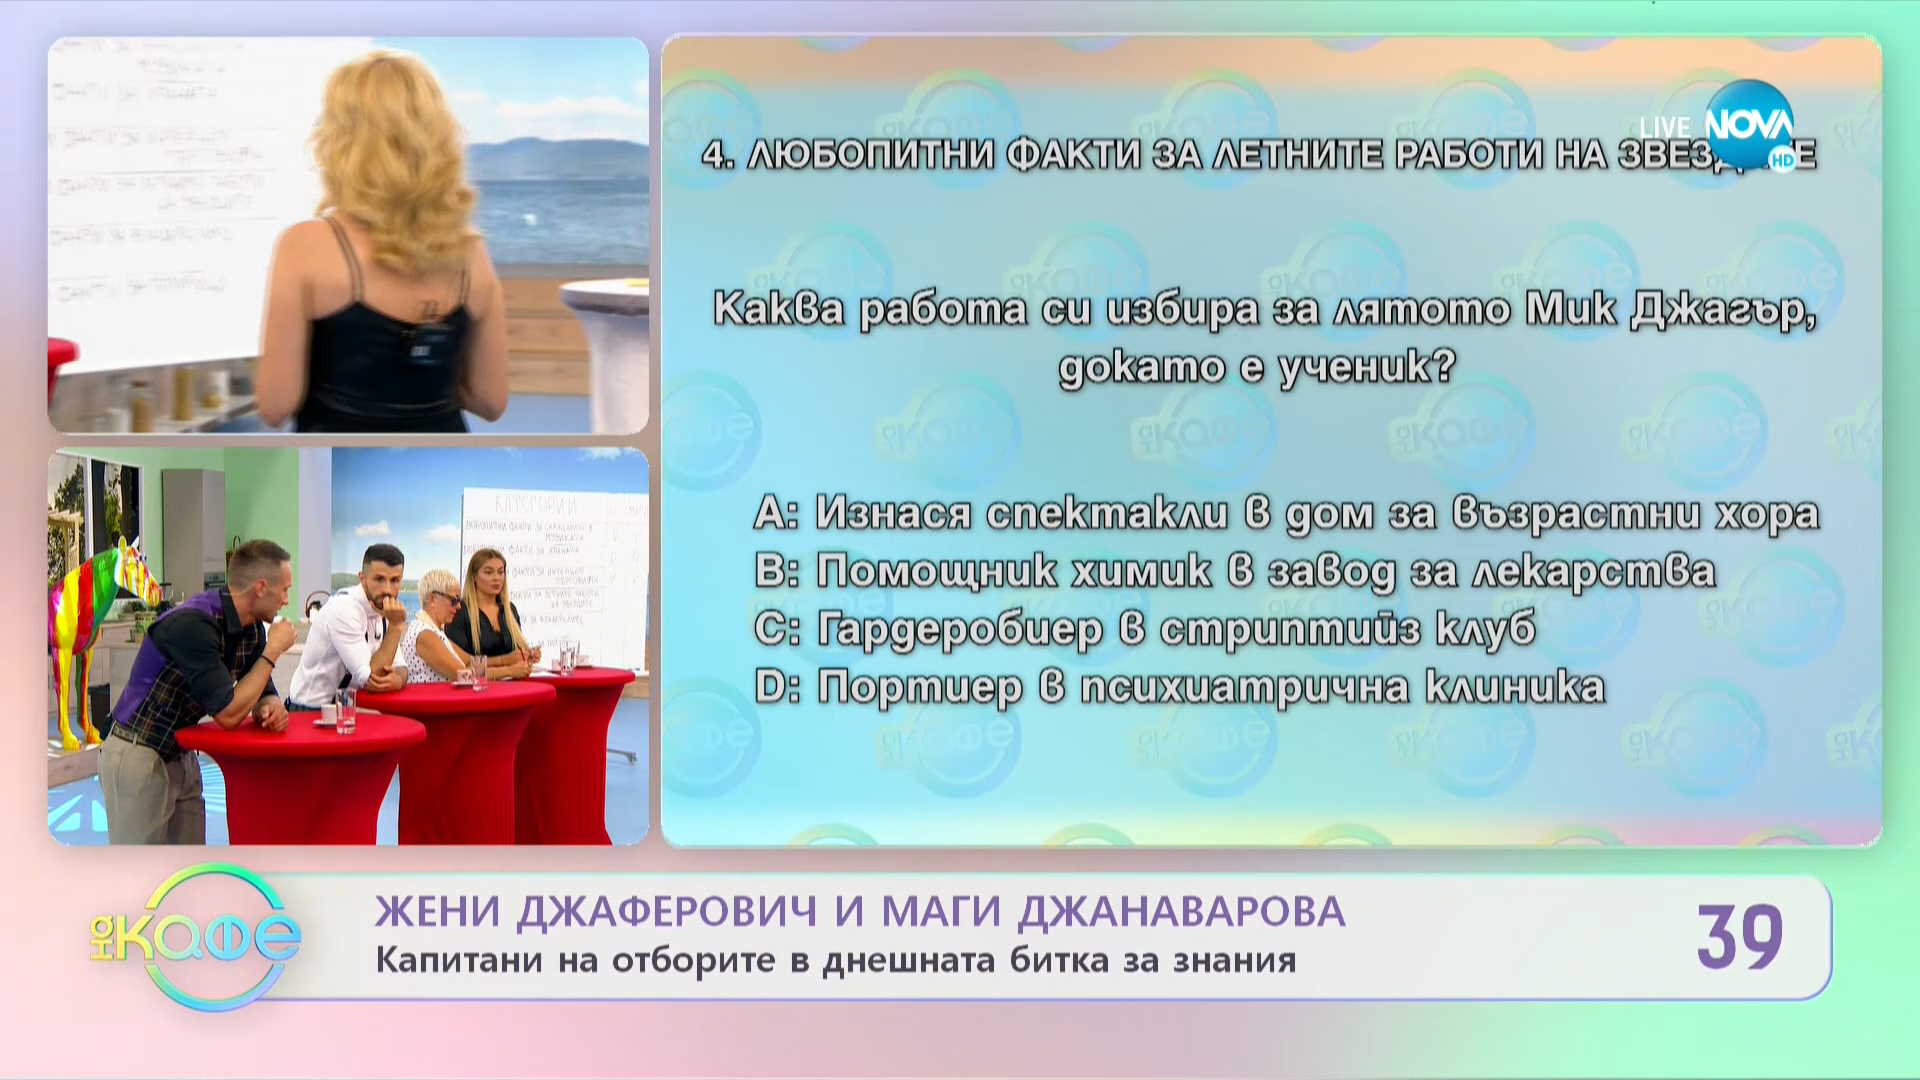 LIVE NOVA HD
4. ЛЮБОПИТНИ ФАКТИ ЗА ЛЕТНИТЕ РАБОТИ НА
Каква работа си избира за лятото Мик Джагър,
докато е ученик?
A: Изнася спектакли в дом за възрастни хора
B: Помощник химик в завод за лекарства
C: Гардеробиер в стриптийз клуб
D: Портиер в психиатрична клиника
КАТЕГОРИИ
НА КАФЕ
ЖЕНИ ДЖАФЕРОВИЧ И МАГИ ДЖАНАВАРОВА
Капитани на отборите в днешната битка за знания
39